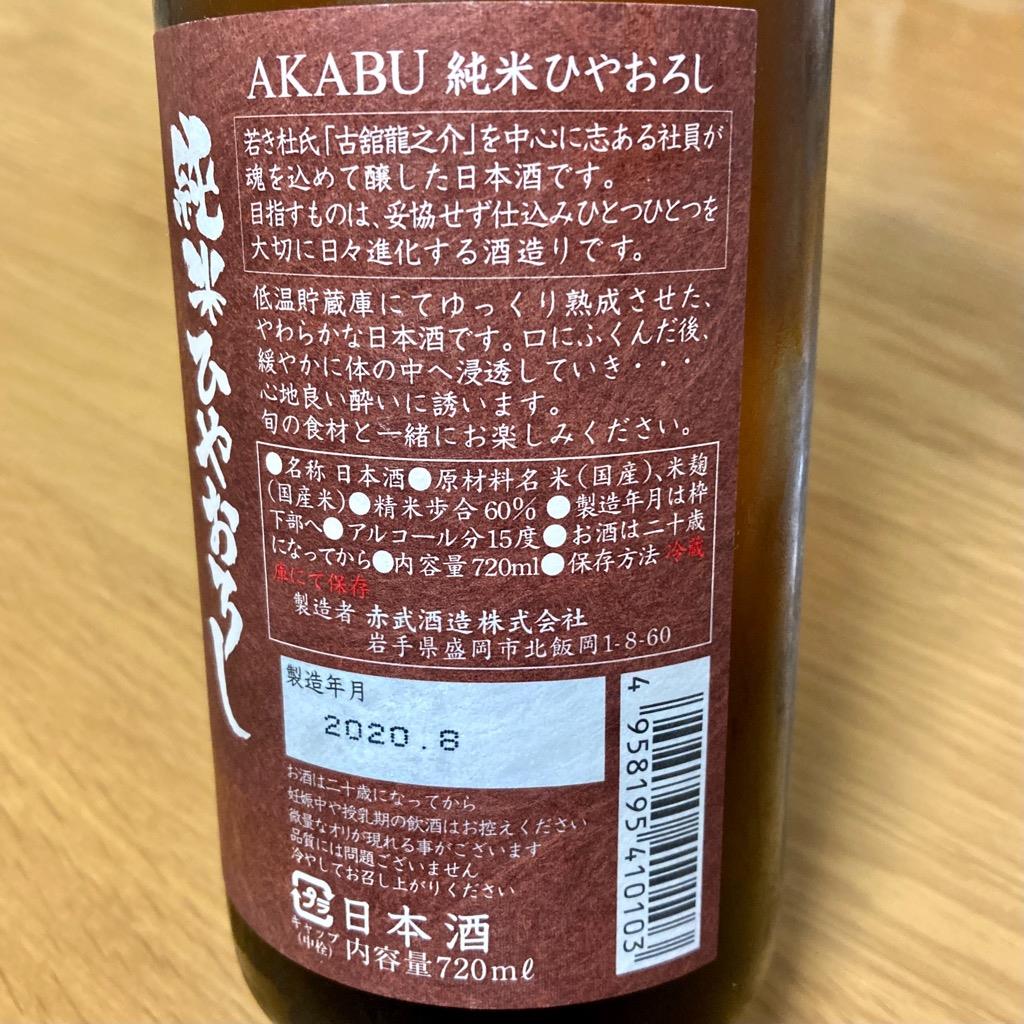 純米ひやおろし
AKABU 純米ひやおろし
若き杜氏「古舘龍之介」を中心に志ある社員が
魂を込めて醸した日本酒です。
目指すものは、妥協せず仕込みひとつひとつを
大切に日々進化する酒造りです。
低温貯蔵庫にてゆっくり熟成させた、
やわらかな日本酒です。口にふくんだ後、
緩やかに体の中へ浸透していき・・・
心地良い酔いに誘います。
旬の食材と一緒にお楽しみください。
●名称 日本酒●原材料名 米(国産)、米麹
(国産米)●精米歩合60% ●製造年月は枠
下部へ●アルコール分15度●お酒は二十歳
になってから●内容量720ml●保存方法 冷蔵
庫にて保存
製造者 赤武酒造株式会社
岩手県盛岡市北飯岡1-8-60
製造年月
2020.8
お酒は二十歳になってから
妊娠中や授乳期の飲酒はお控えください
微量なオリが現れる事がございます
品質には問題ございません
冷やしてお召し上がりください
プラ
キャップ
(中栓)
日本酒
内容量720mℓ
4958195410103